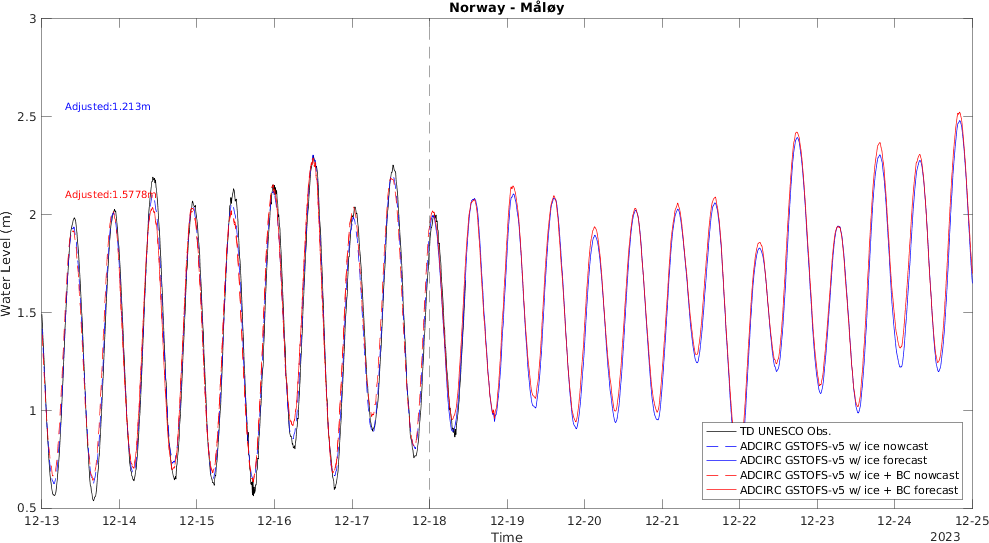 Norway - Måløy
3
2.5
2
1.5
1
0.5
Water Level (m)
Adjusted:1.213m
Adjusted:1.5778m
TD UNESCO Obs.
ADCIRC GSTOFS-v5 w/ ice nowcast
ADCIRC GSTOFS-v5 w/ ice forecast
ADCIRC GSTOFS-v5 w/ ice + BC nowcast
ADCIRC GSTOFS-v5 w/ ice + BC forecast
12-13 12-14 12-15 12-16 12-17 12-18 12-19 12-20 12-21 12-22 12-23 12-24 12-25
Time
2023